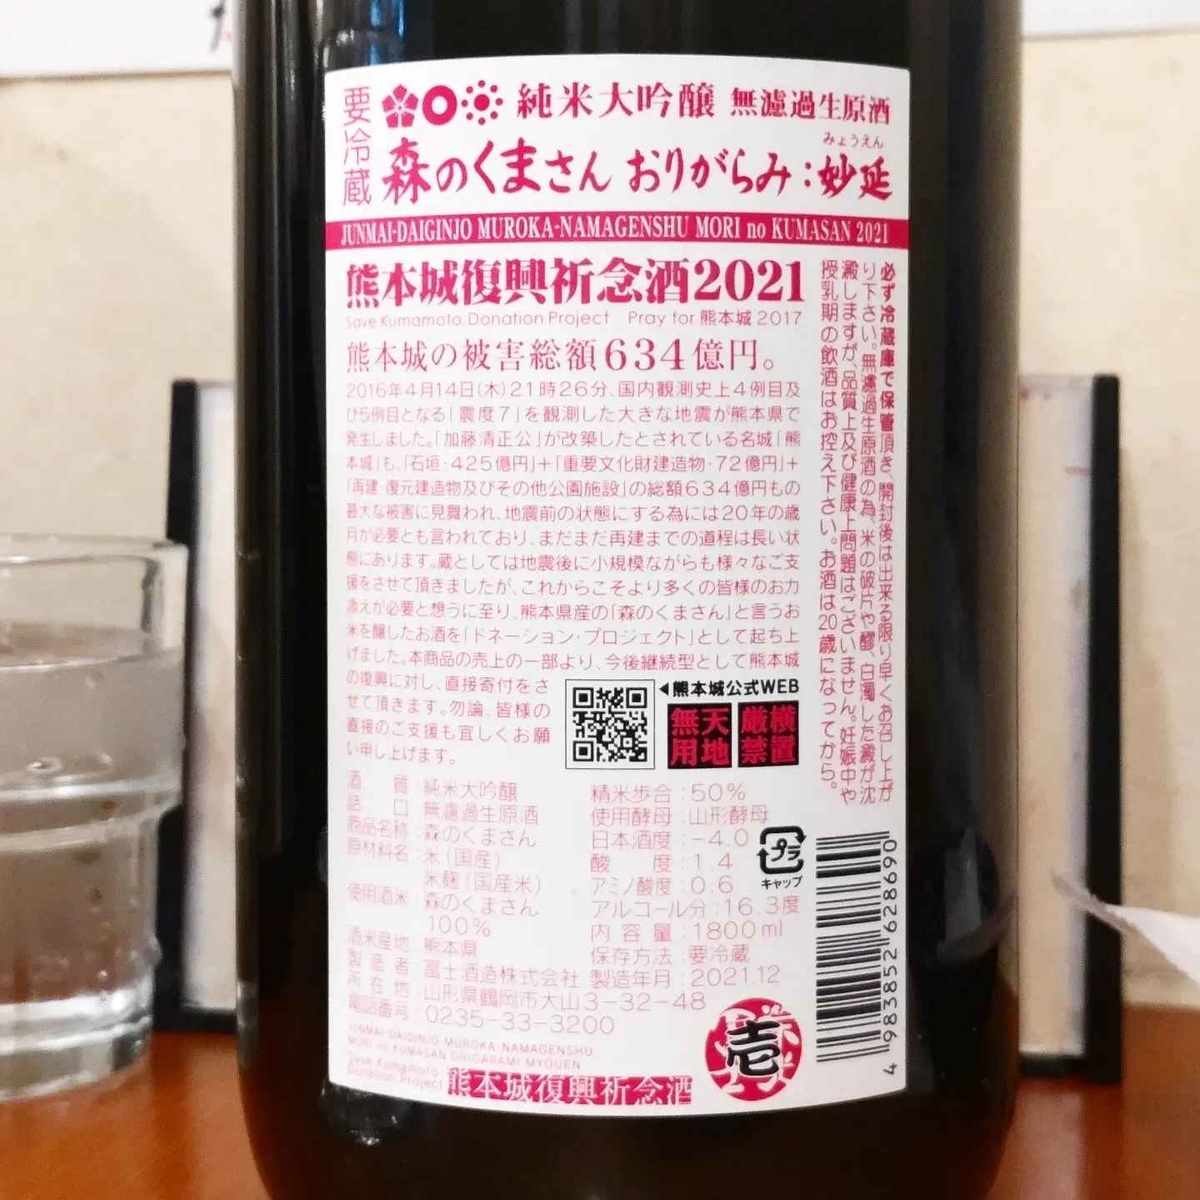 要冷蔵
純米大吟醸 無濾過生原酒
みょうえん
森のくまさん おりがらみ:妙延
JUNMAI-DAIGINJO MUROKA-NAMAGENSHU MORI no KUMASAN 2021
熊本城復興祈念酒2021
Save Kumamoto Donation Project Pray for 熊本城 2017
熊本城の被害総額634億円。
2016年4月14日(木)21時26分、国内観測史上4例目及
び5例目となる「震度7」を観測した大きな地震が熊本県で
発生しました。「加藤清正公」が改築したとされている名城「熊
本城」も、「石垣・425億円」+「重要文化財建造物・72億円」+
「再建・復元建造物及びその他公園施設」の総額634億円もの
甚大な被害に見舞われ、地震前の状態にする為には20年の歳
月が必要とも言われており、まだまだ再建までの道程は長い状
態にあります。蔵としては地震後に小規模ながらも様々なご支
援をさせて頂きましたが、これからこそより多くの皆様のお力
添えが必要と想うに至り、熊本県産の「森のくまさん」と言うお
米を醸したお酒を「ドネーション・プロジェクト」として起ち上
げました。本商品の売上の一部より、今後継続型として熊本城
の復興に対し、直接寄付をさ
せて頂きます。勿論、皆様の
直接のご支援も宜しくお願
い申し上げます。
◀熊本城公式WEB
天地無用
横置厳禁
必ず冷蔵庫で保管頂き、開封後は出来る限り早くお召し上が
り下さい。無濾過生原酒の為、米の破片や醪、白濁した澱が沈
澱しますが、品質上及び健康上問題はございません。妊娠中や
授乳期の飲酒はお控え下さい。お酒は20歳になってから。
酒質:純米大吟醸
詰口:無濾過生原酒
商品名称:森のくまさん
原材料名:米(国産)
米麹(国産米)
使用酒米:森のくまさん
100%
酒米産地:熊本県
製造者:冨士酒造株式会社
所在地:山形県鶴岡市大山3-32-48
電話番号:0235-33-3200
精米歩合:50%
使用酵母:山形酵母
日本酒度:-4.0
酸度:1.4
アミノ酸度:0.6
アルコール分:16.3度
内容量:1800ml
保存方法:要冷蔵
製造年月:2021.12
プラ
キャップ
4 983852 628690
JUNMAI-DAIGINJO MUROKA-NAMAGENSHU
MORI no KUMASAN ORIGARAMI MYOUEN
Save Kumamoto
Donation Project
熊本城復興祈念酒
壱